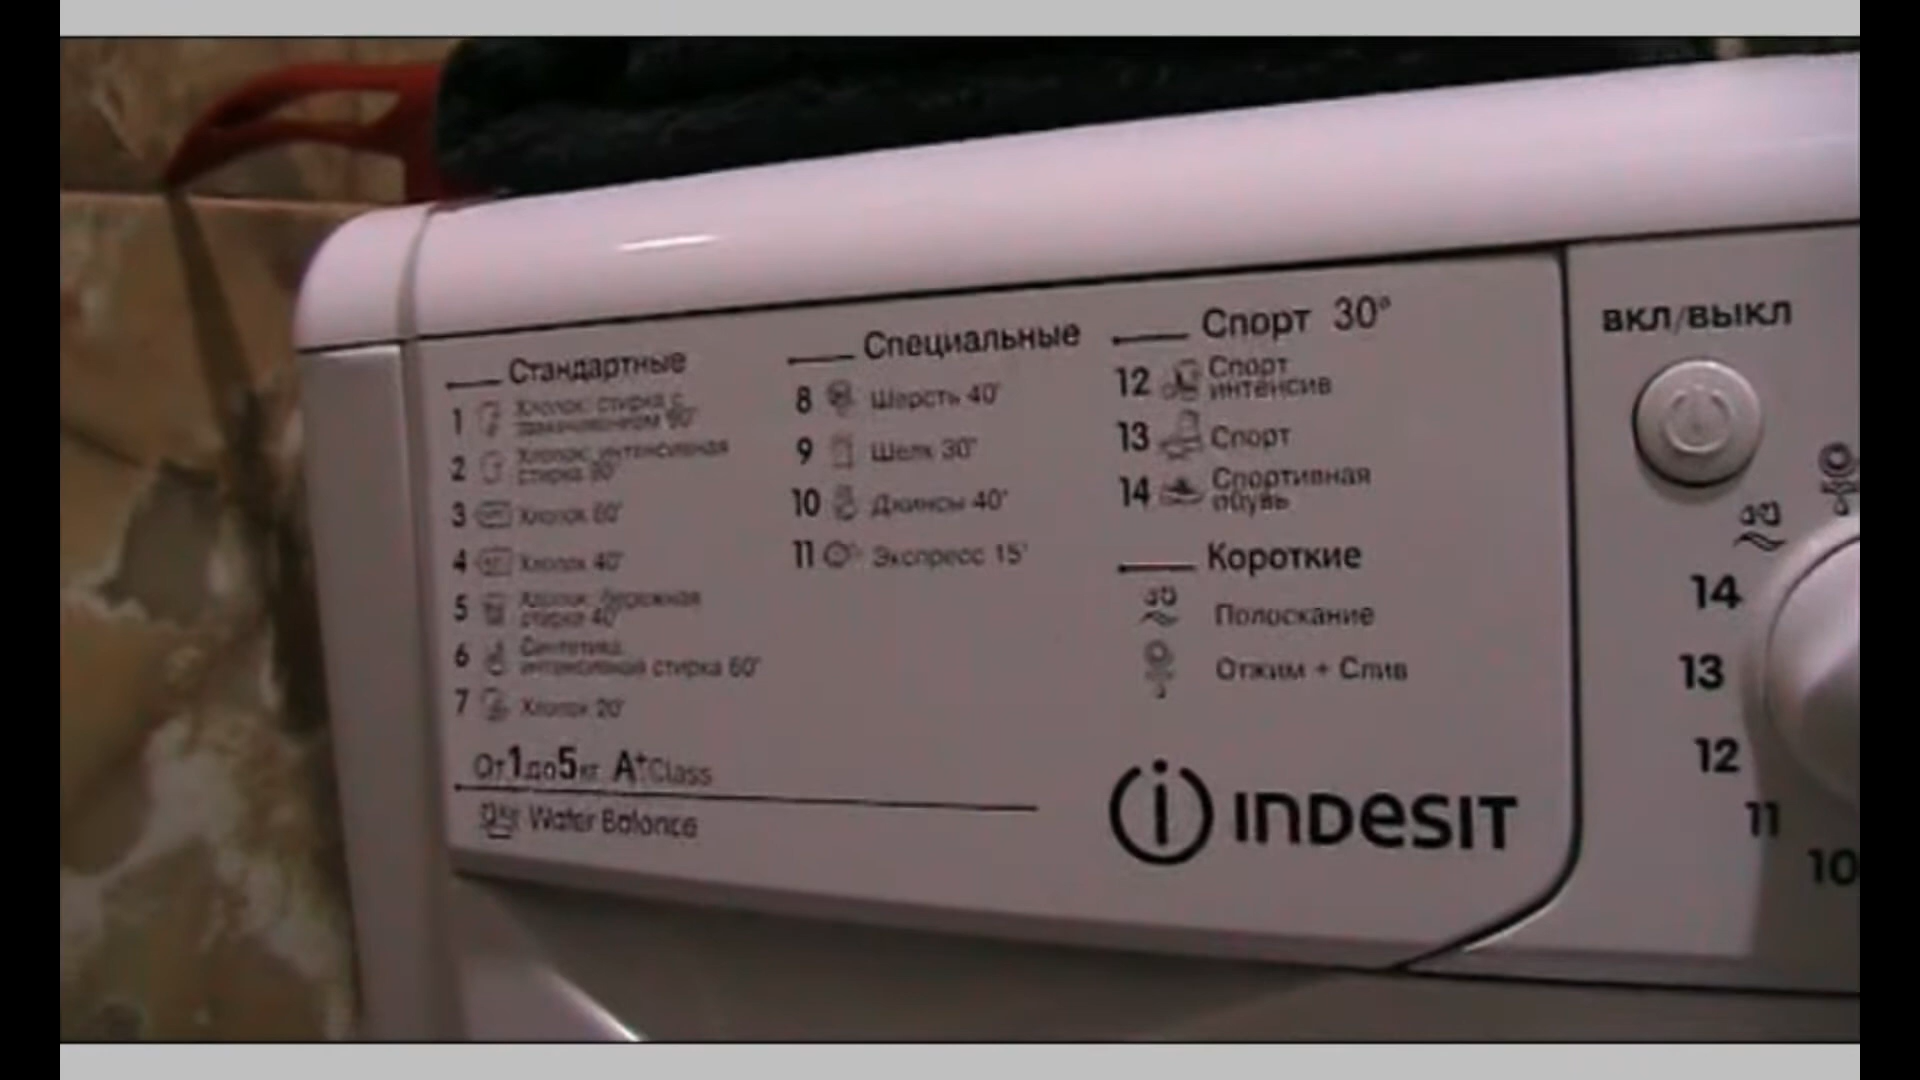 Стандартные
1 Хлопок: стирка с
замачиванием 90°
2 Хлопок: интенсивная
стирка 90°
3 Хлопок 60°
4 Хлопок 40°
5 Хлопок: бережная
стирка 40°
6 Синтетика:
интенсивная стирка 60°
7 Хлопок 20°
От 1 до 5 кг A+ Class
Water Balance
Специальные
8 Шерсть 40°
9 Шелк 30°
10 Джинсы 40°
11 Экспресс 15'
Спорт 30°
12 Спорт
интенсив
13 Спорт
14 Спортивная
обувь
Короткие
Полоскание
Отжим + Слив
INDESIT
ВКЛ/ВЫКЛ
14
13
12
11
10